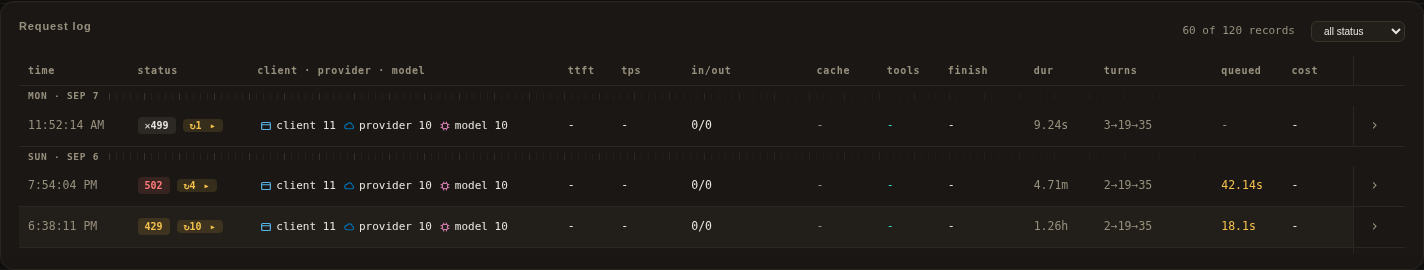 Request log
60 of 120 records all status
time status client · provider · model ttft tps in/out cache tools finish dur turns queued cost
MON · SEP 7
11:52:14 AM ×499 ↻1 ▸ client 11 provider 10 model 10 - - 0/0 - - - 9.24s 3→19→35 - - ›
SUN · SEP 6
7:54:04 PM 502 ↻4 ▸ client 11 provider 10 model 10 - - 0/0 - - - 4.71m 2→19→35 42.14s - ›
6:38:11 PM 429 ↻10 ▸ client 11 provider 10 model 10 - - 0/0 - - - 1.26h 2→19→35 18.1s - ›